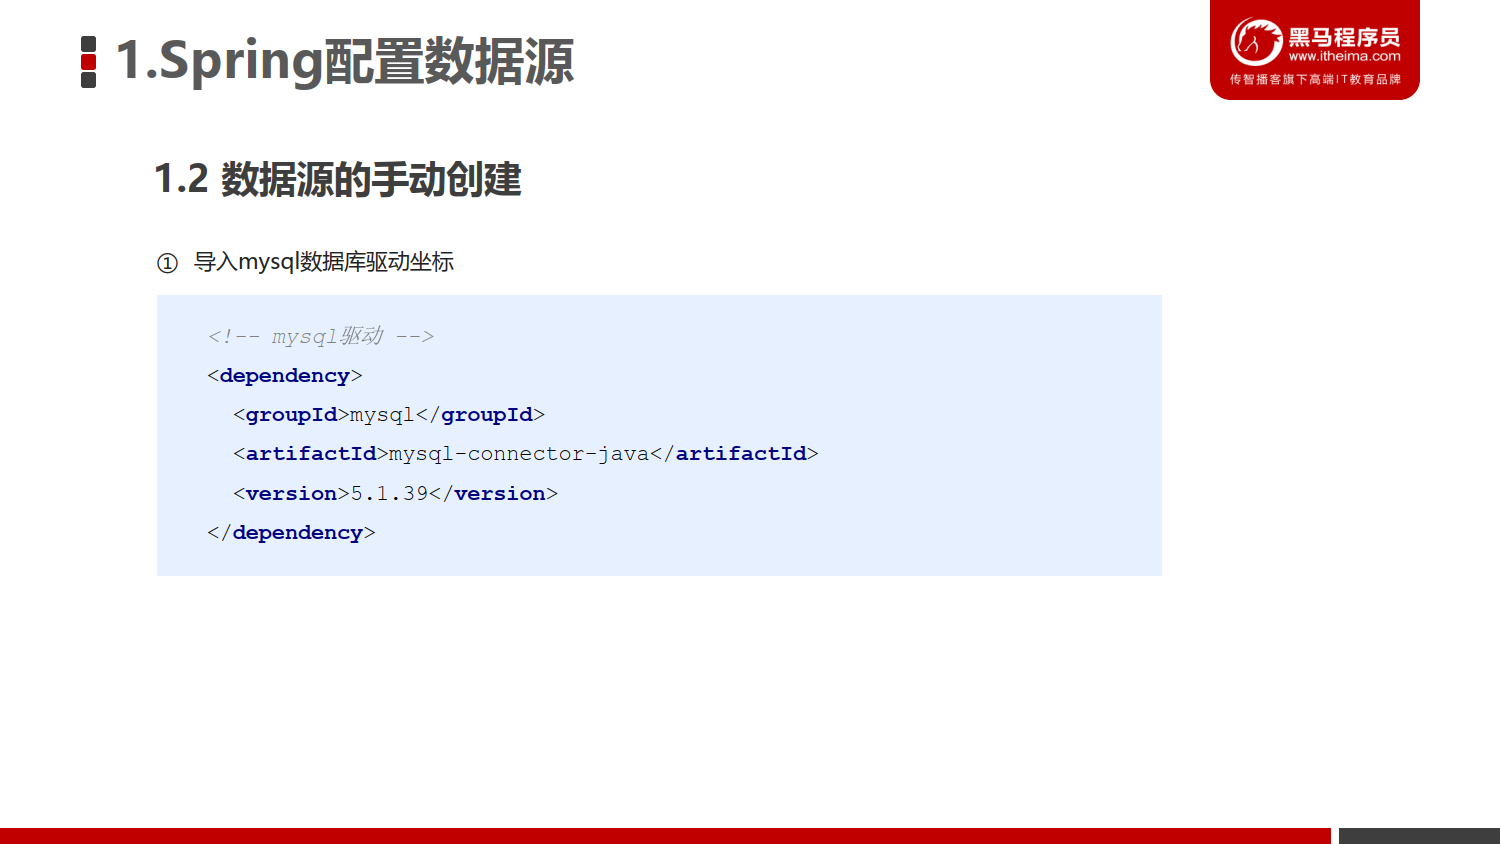 1.Spring配置数据源
黑马程序员
www.itheima.com
传智播客旗下高端IT教育品牌
1.2 数据源的手动创建
① 导入mysql数据库驱动坐标
<!-- mysql驱动 -->
<dependency>
  <groupId>mysql</groupId>
  <artifactId>mysql-connector-java</artifactId>
  <version>5.1.39</version>
</dependency>